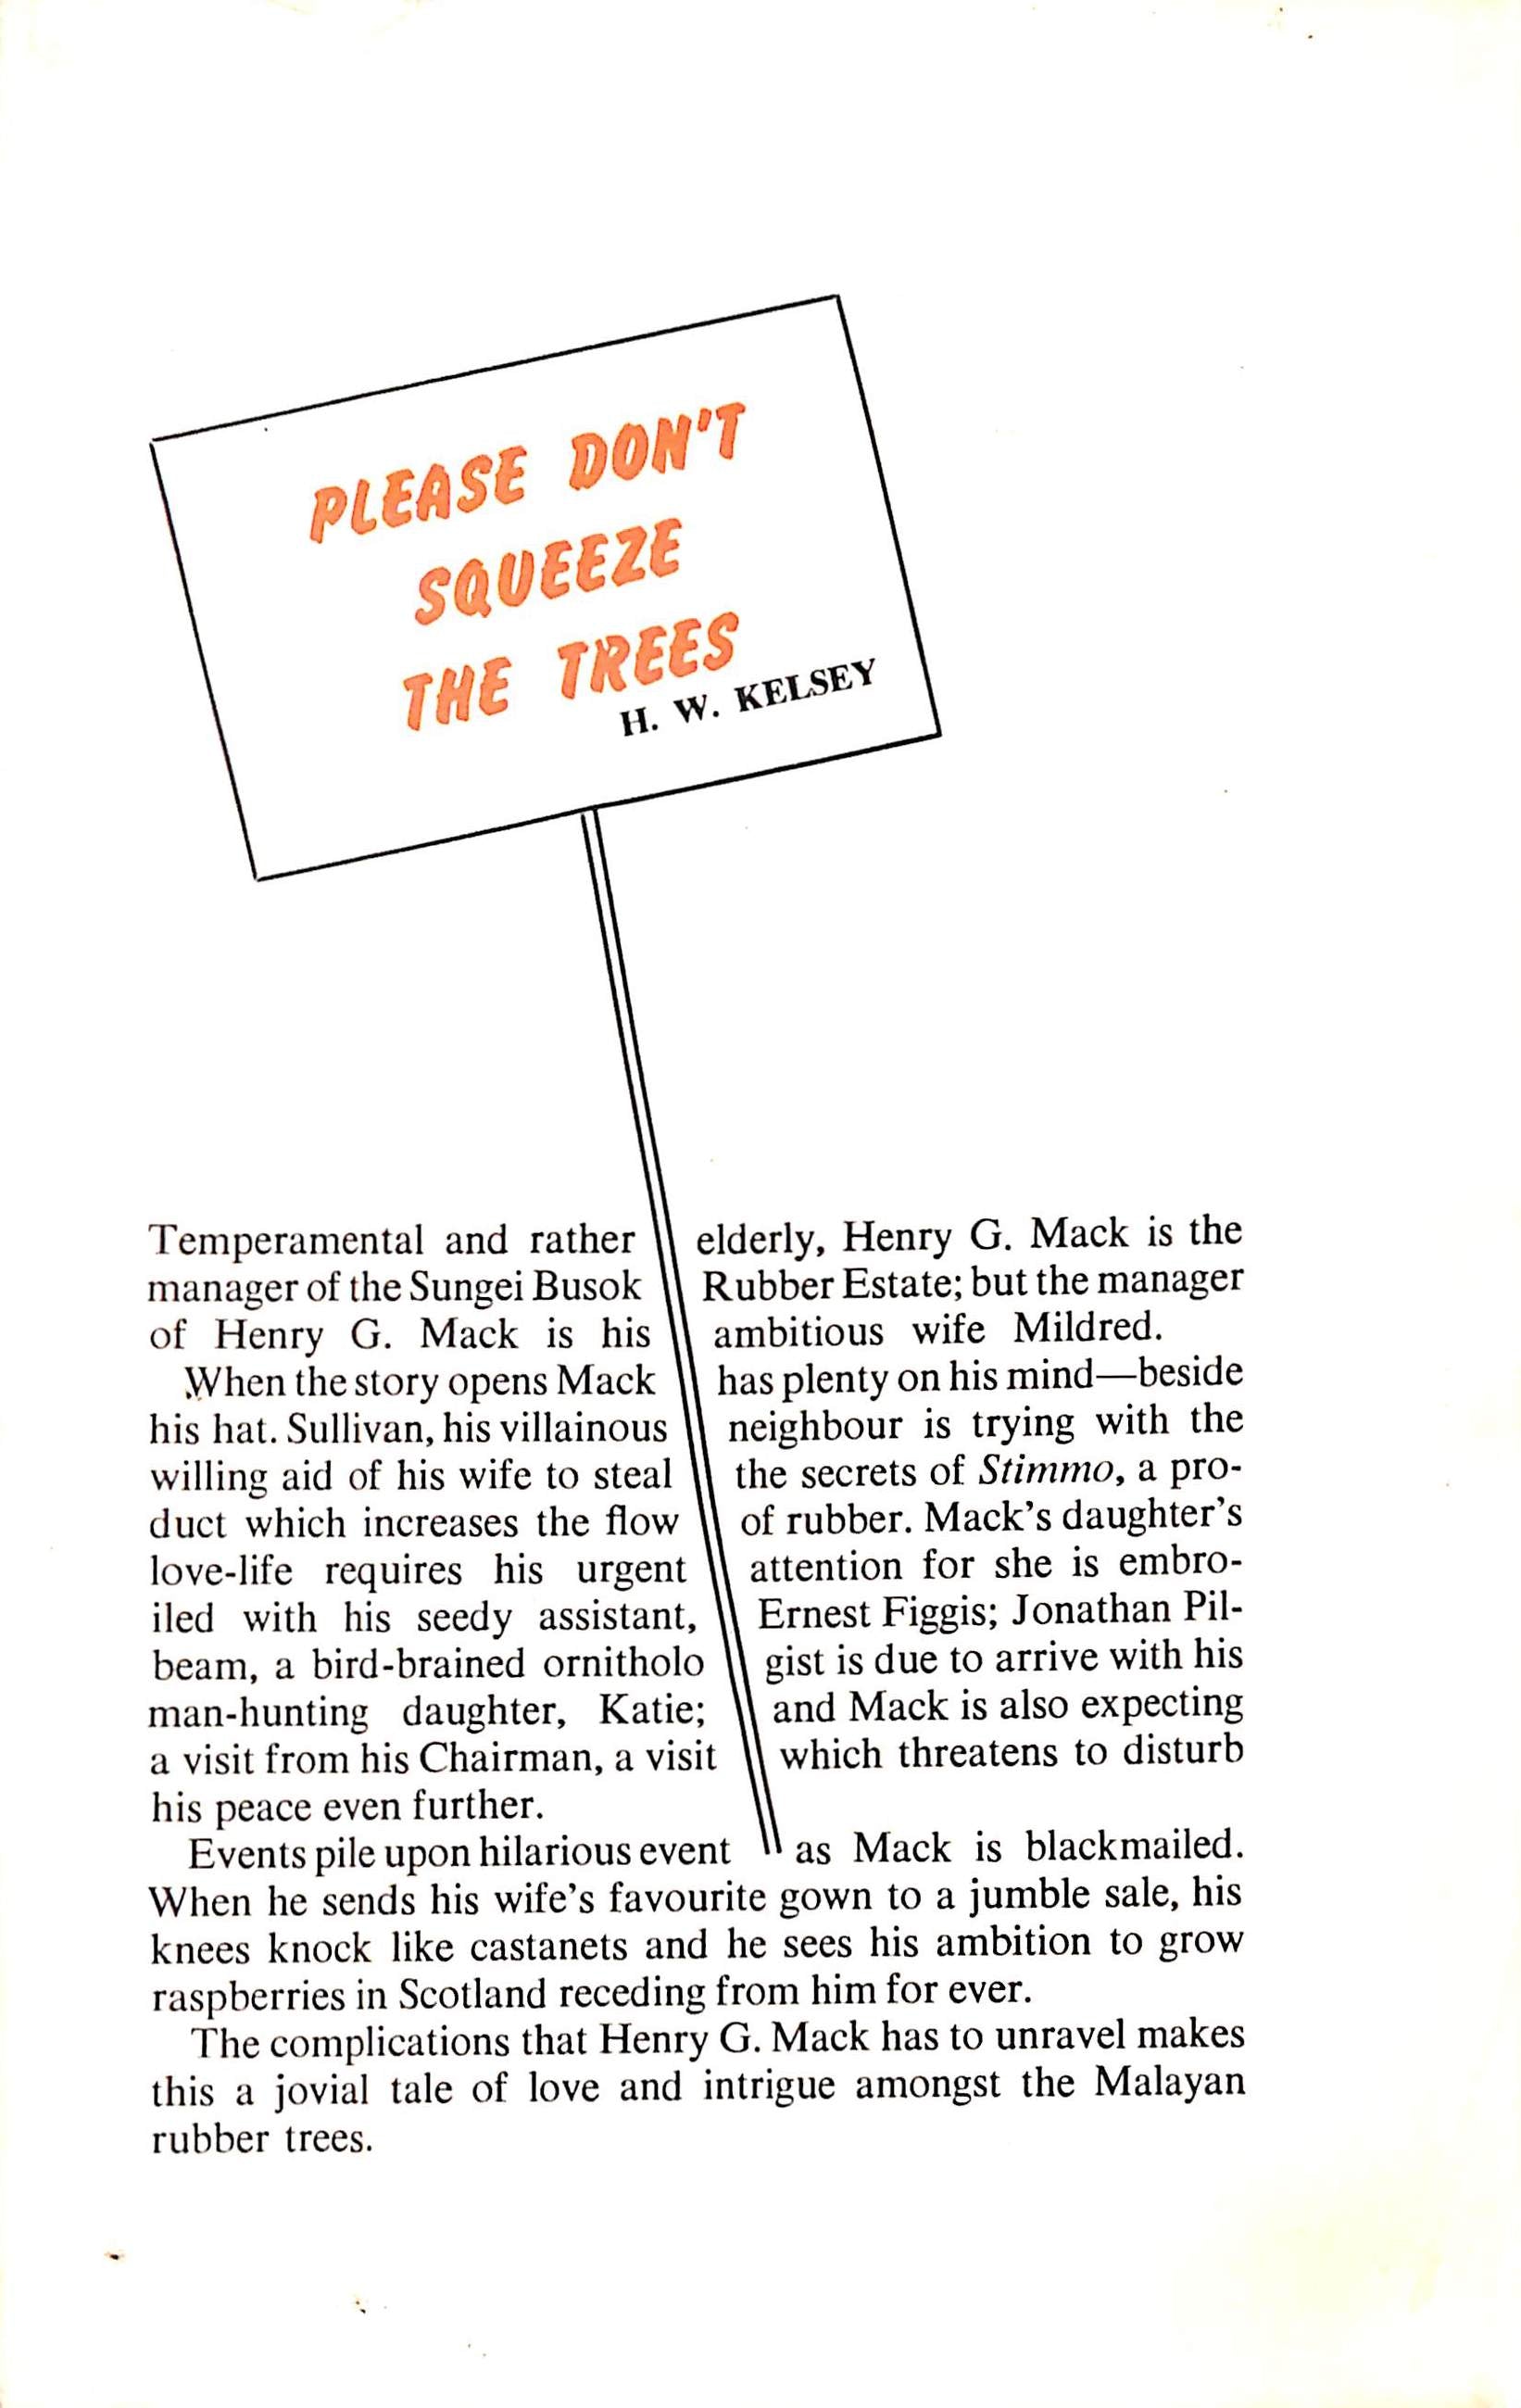 PLEASE DON'T
SQUEEZE
THE TREES
H. W. KELSEY
Temperamental and rather elderly, Henry G. Mack is the
manager of the Sungei Busok Rubber Estate; but the manager
of Henry G. Mack is his ambitious wife Mildred.
When the story opens Mack has plenty on his mind—beside
his hat. Sullivan, his villainous neighbour is trying with the
willing aid of his wife to steal the secrets of Stimmo, a pro-
duct which increases the flow of rubber. Mack's daughter's
love-life requires his urgent attention for she is embro-
iled with his seedy assistant, Ernest Figgis; Jonathan Pil-
beam, a bird-brained ornitholo gist is due to arrive with his
man-hunting daughter, Katie; and Mack is also expecting
a visit from his Chairman, a visit which threatens to disturb
his peace even further.
Events pile upon hilarious event as Mack is blackmailed.
When he sends his wife's favourite gown to a jumble sale, his
knees knock like castanets and he sees his ambition to grow
raspberries in Scotland receding from him for ever.
The complications that Henry G. Mack has to unravel makes
this a jovial tale of love and intrigue amongst the Malayan
rubber trees.